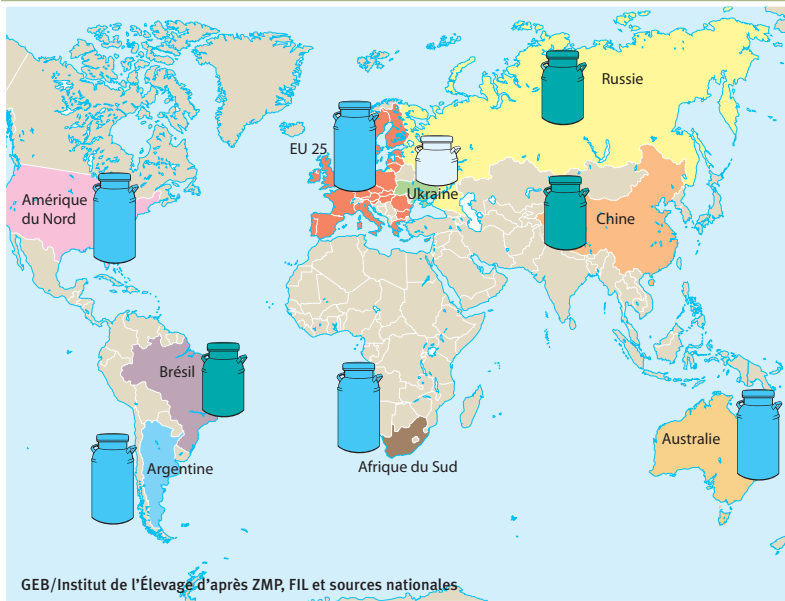 Russie
EU 25
Ukraine
Amérique
du Nord
Chine
Brésil
Argentine
Afrique du Sud
Australie
GEB/Institut de l’Élevage d’après ZMP, FIL et sources nationales